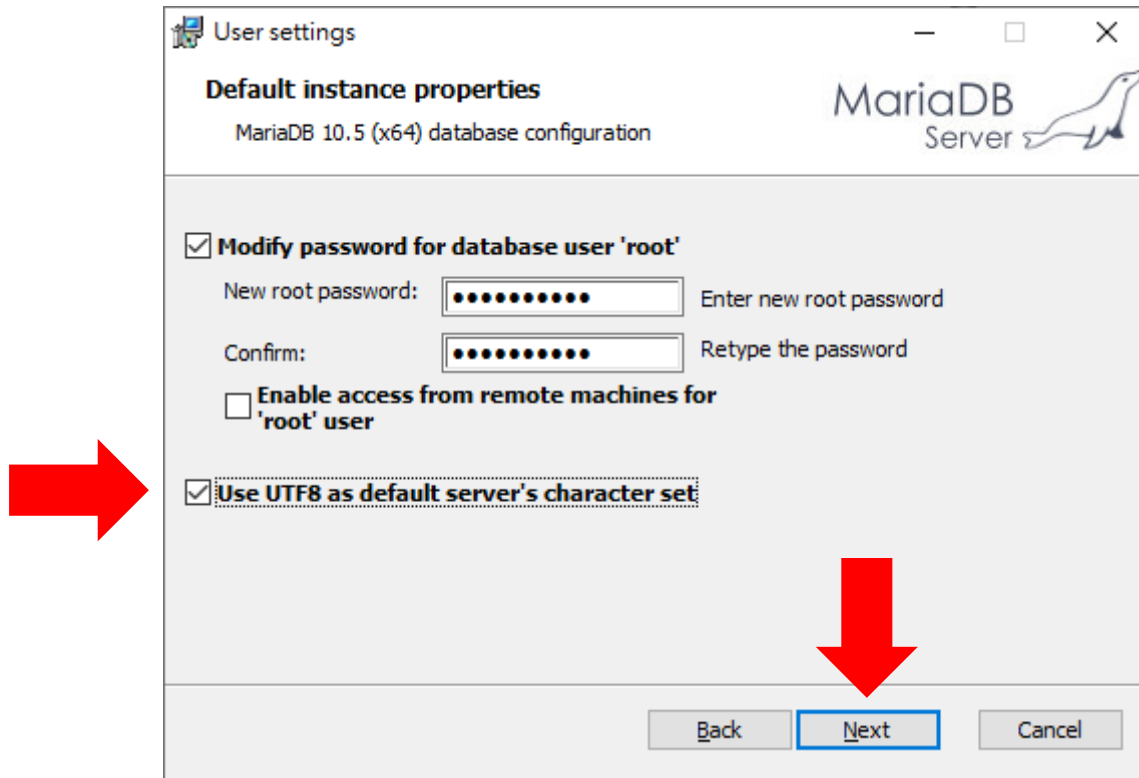 User settings
Default instance properties
MariaDB 10.5 (x64) database configuration
MariaDB
Server
Modify password for database user 'root'
New root password: ●●●●●●●●●● Enter new root password
Confirm: ●●●●●●●●●● Retype the password
Enable access from remote machines for
'root' user
Use UTF8 as default server's character set
Back Next Cancel